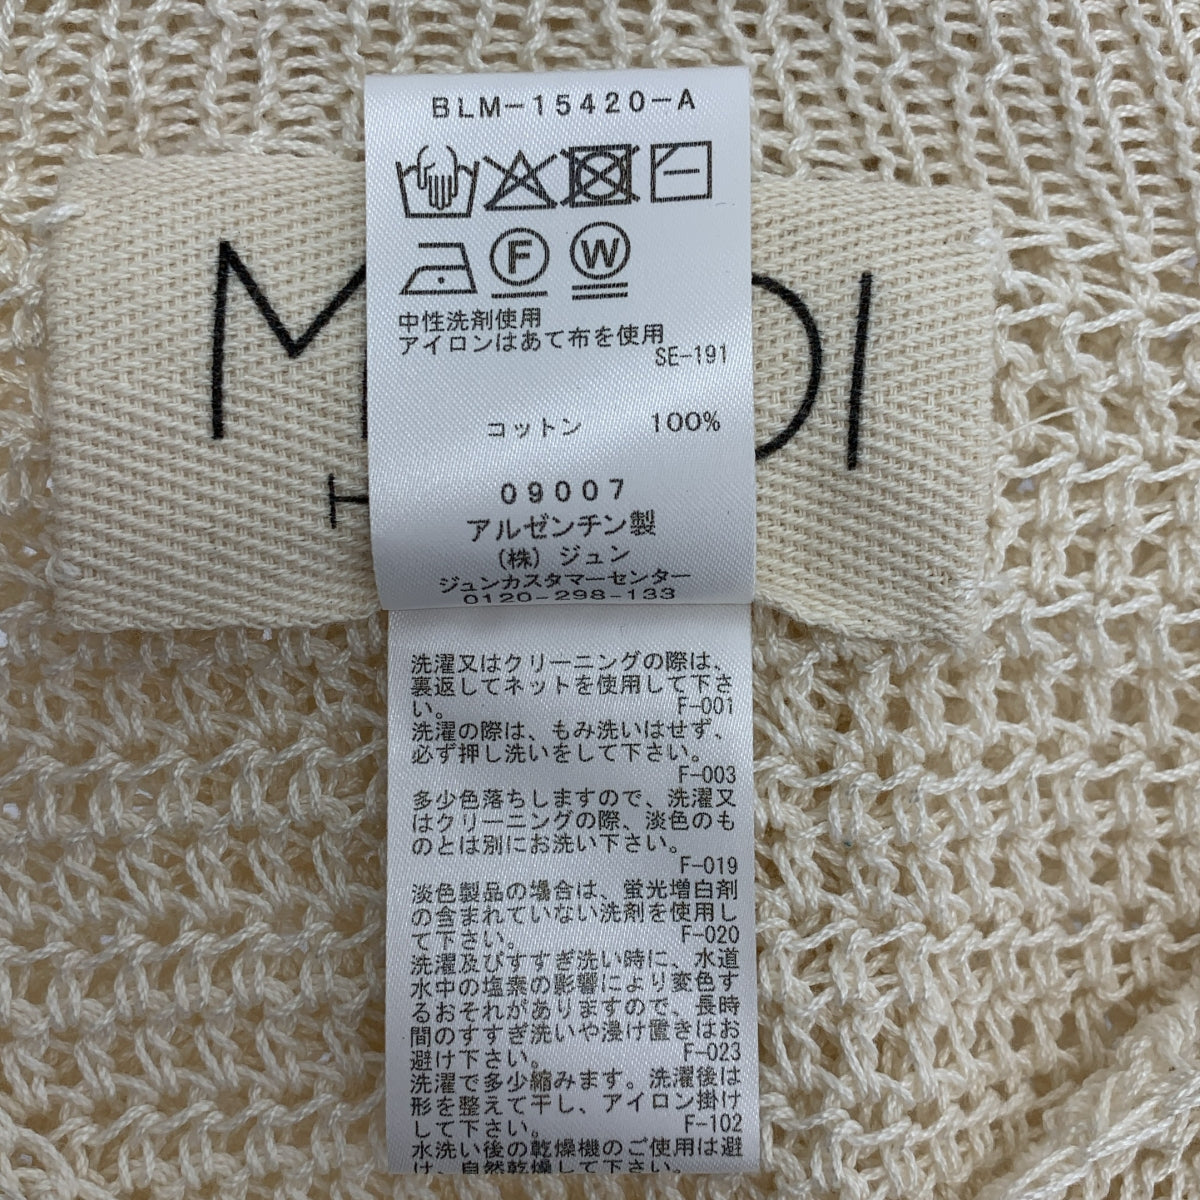 BLM-15420-A
F W
中性洗剤使用
アイロンはあて布を使用
SE-191
コットン 100%
09007
アルゼンチン製
(株) ジュン
ジュンカスタマーセンター
0120-298-133
洗濯又はクリーニングの際は、
裏返してネットを使用して下さ
い。 F-001
洗濯の際は、もみ洗いはせず、
必ず押し洗いをして下さい。
F-003
多少色落ちしますので、洗濯又
はクリーニングの際、淡色のも
のとは別にお洗い下さい。
F-019
淡色製品の場合は、蛍光増白剤
の含まれていない洗剤を使用し
て下さい。 F-020
洗濯及びすすぎ洗い時に、水道
水中の塩素の影響により変色す
るおそれがありますので、長時
間のすすぎ洗いや浸け置きはお
避け下さい。 F-023
洗濯で多少縮みます。洗濯後は
形を整えて干し、アイロン掛け
して下さい。 F-102
水洗い後の乾燥機のご使用は避
け、自然乾燥して下さい。